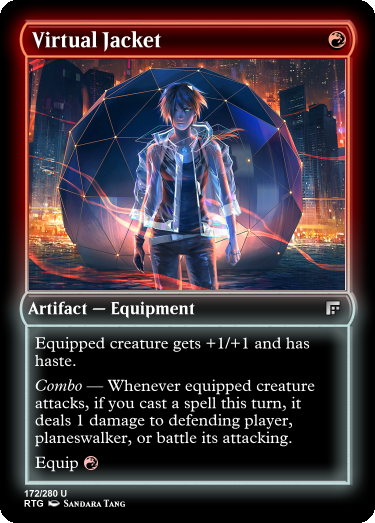 Virtual Jacket
Artifact — Equipment
Equipped creature gets +1/+1 and has
haste.
Combo — Whenever equipped creature
attacks, if you cast a spell this turn, it
deals 1 damage to defending player,
planeswalker, or battle its attacking.
Equip
172/280 U
RTG Sandara Tang